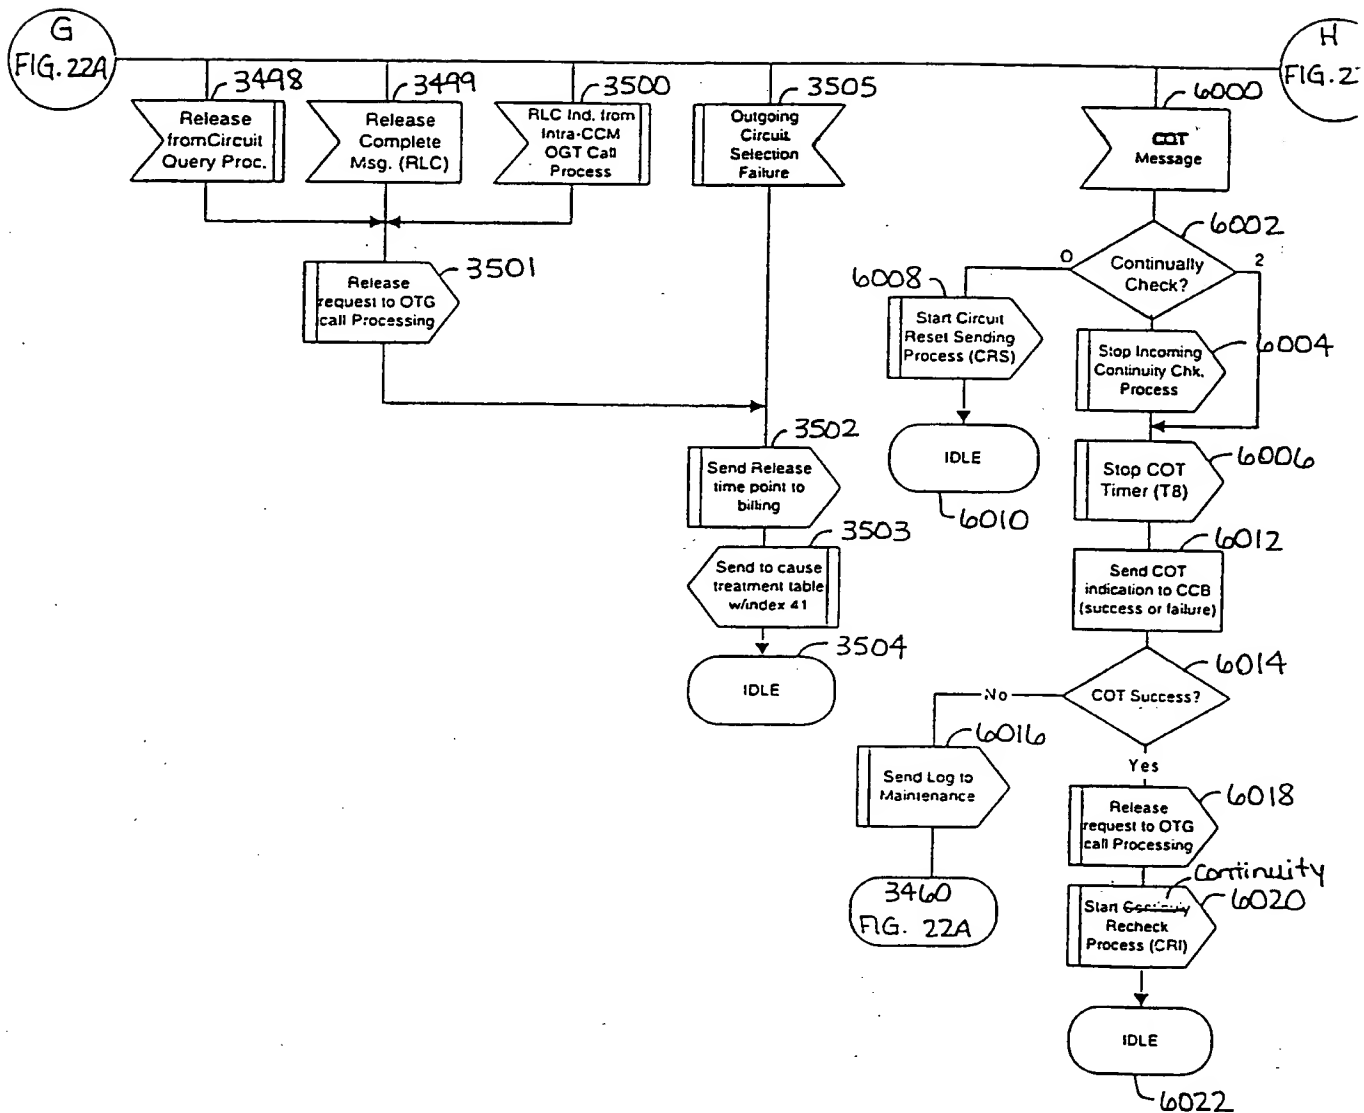 G
FIG. 22A
H
FIG. 2
3498
Release
from Circuit
Query Proc.
3499
Release
Complete
Msg. (RLC)
3500
RLC Ind. from
Intra-CCM
OGT Call
Process
3505
Outgoing
Circuit
Selection
Failure
6000
COT
Message
3501
Release
request to OTG
call Processing
6002
Continually
Check?
0
2
6008
Start Circuit
Reset Sending
Process (CRS)
6004
Stop Incoming
Continuity Chk.
Process
IDLE
6010
6006
Stop COT
Timer (T8)
3502
Send Release
time point to
billing
3503
Send to cause
treatment table
w/index 41
3504
IDLE
6012
Send COT
indication to CCB
(success or failure)
6014
COT Success?
No
Yes
6016
Send Log to
Maintenance
3460
FIG. 22A
6018
Release
request to OTG
call Processing
continuity
6020
Start
Recheck
Process (CRI)
IDLE
6022